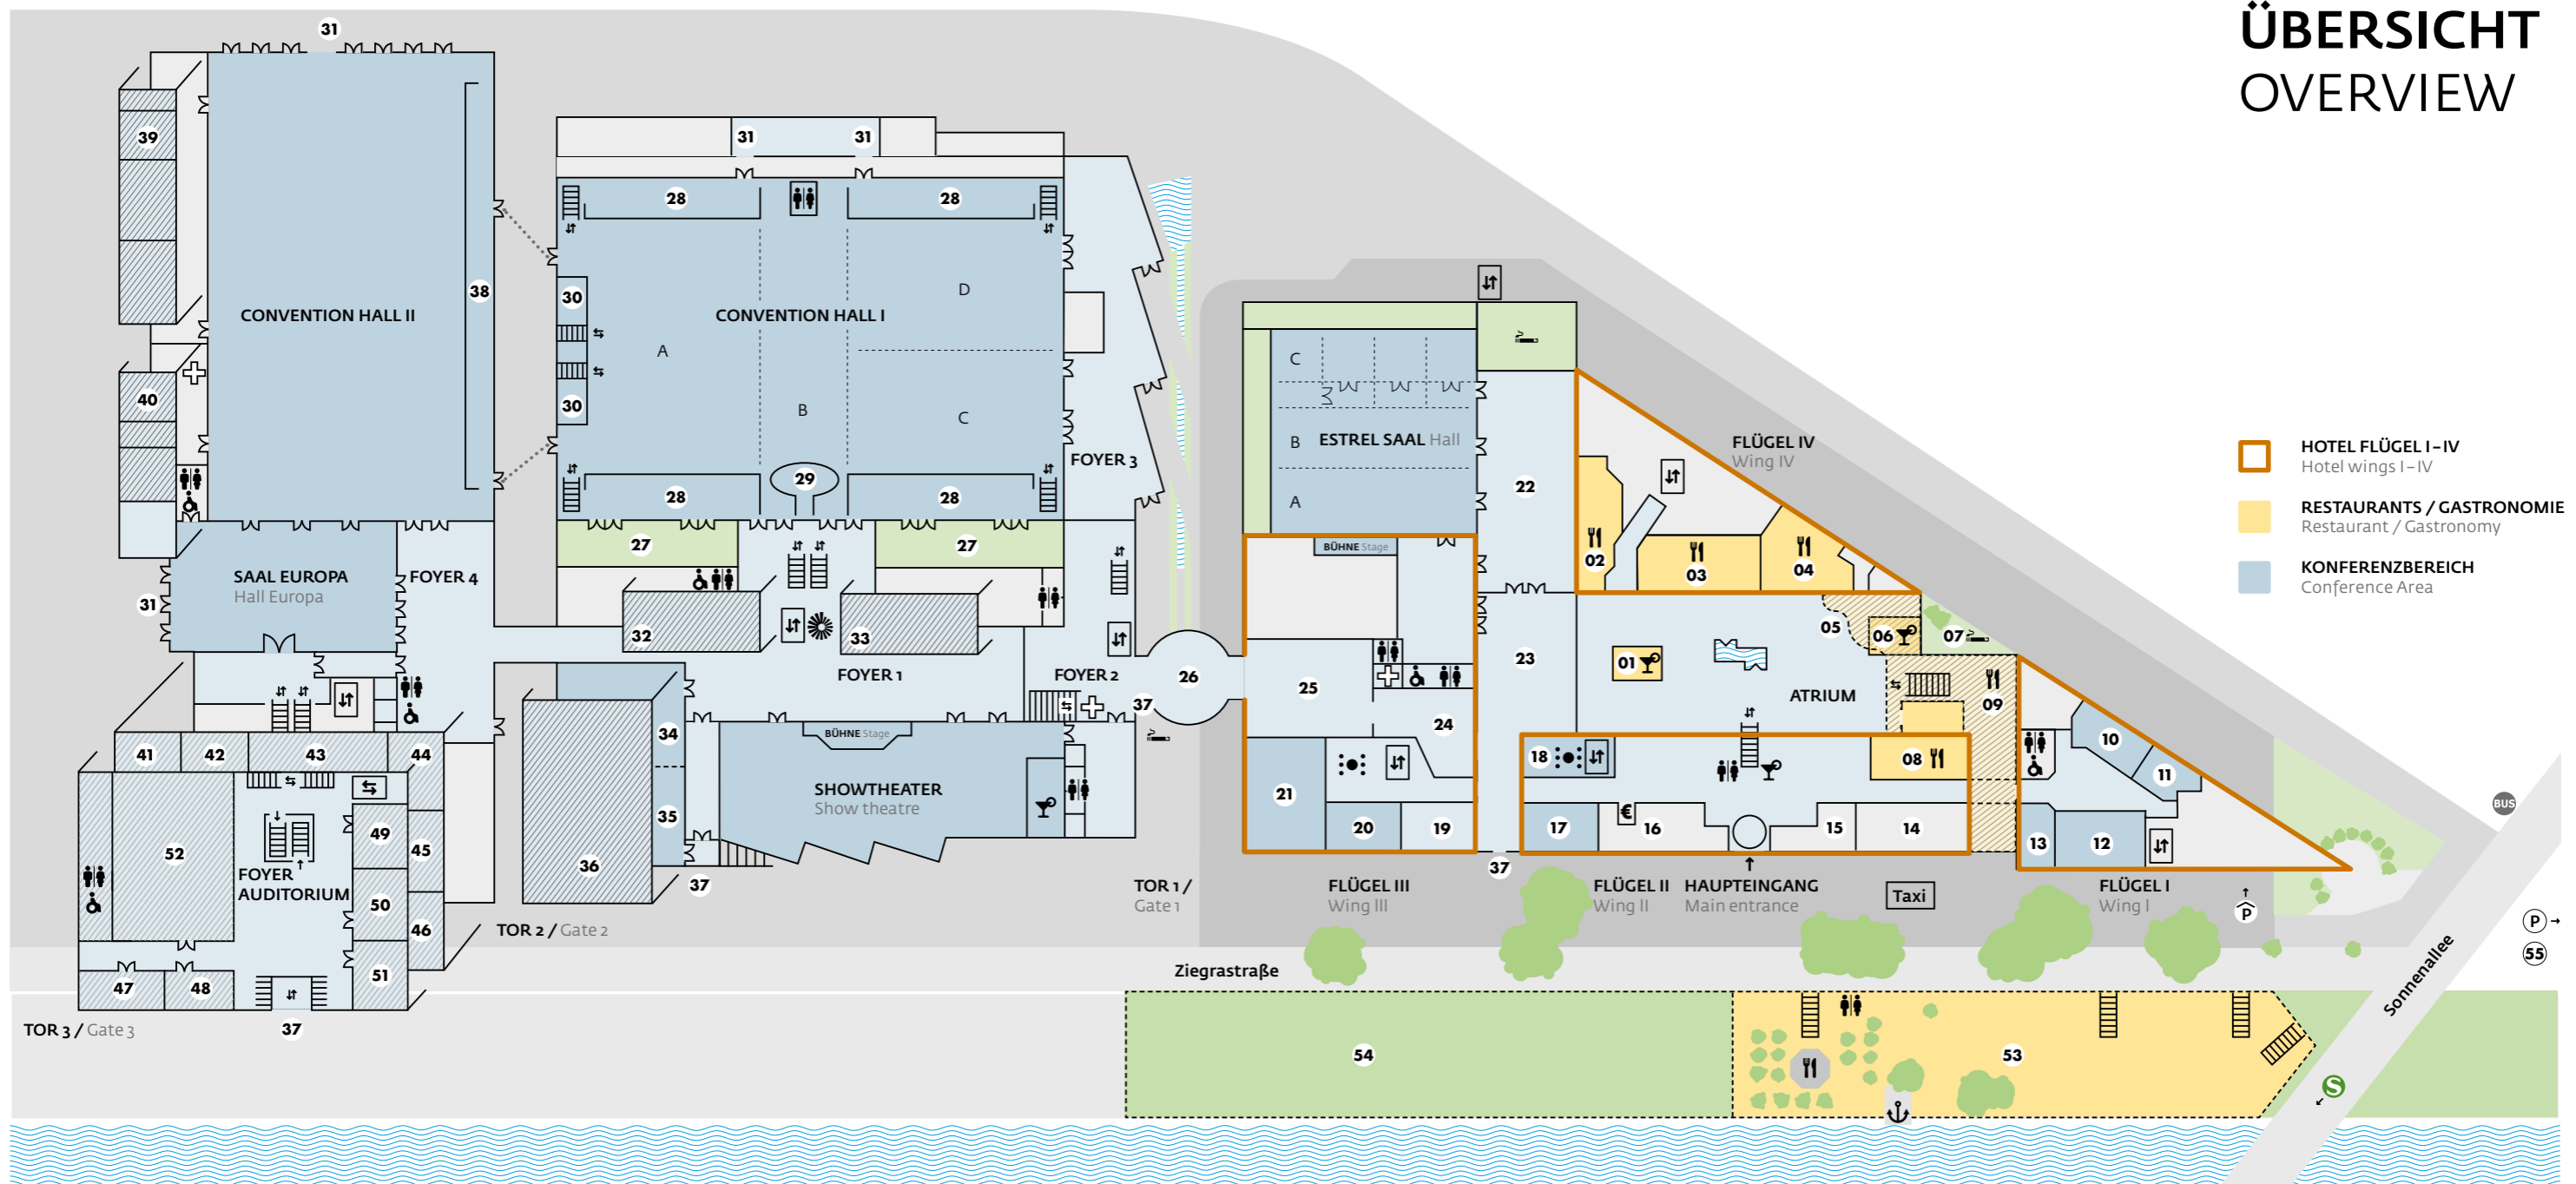 ÜBERSICHT
OVERVIEW
31
39
31
31
28
28
38
30
D
CONVENTION HALL II
CONVENTION HALL I
A
C
40
30
B
C
B
ESTREL SAAL Hall
A
FLÜGEL IV
Wing IV
HOTEL FLÜGEL I–IV
Hotel wings I–IV
RESTAURANTS / GASTRONOMIE
Restaurant / Gastronomy
KONFERENZBEREICH
Conference Area
FOYER 3
29
28
28
22
02
03
04
27
27
BÜHNE Stage
SAAL EUROPA
Hall Europa
FOYER 4
31
32
33
05
06
07
FOYER 1
FOYER 2
26
25
23
01
ATRIUM
09
37
24
34
BÜHNE Stage
10
41
42
43
44
18
08
11
SHOWTHEATER
Show theatre
21
35
20
19
17
€
16
15
14
13
12
BUS
49
45
52
36
FOYER
AUDITORIUM
37
37
TOR 1 /
Gate 1
FLÜGEL III
Wing III
FLÜGEL II
Wing II
HAUPTEINGANG
Main entrance
Taxi
FLÜGEL I
Wing I
P
50
46
TOR 2 / Gate 2
P
55
51
47
48
Ziegrastraße
Sonnenallee
TOR 3 / Gate 3
37
54
53
S